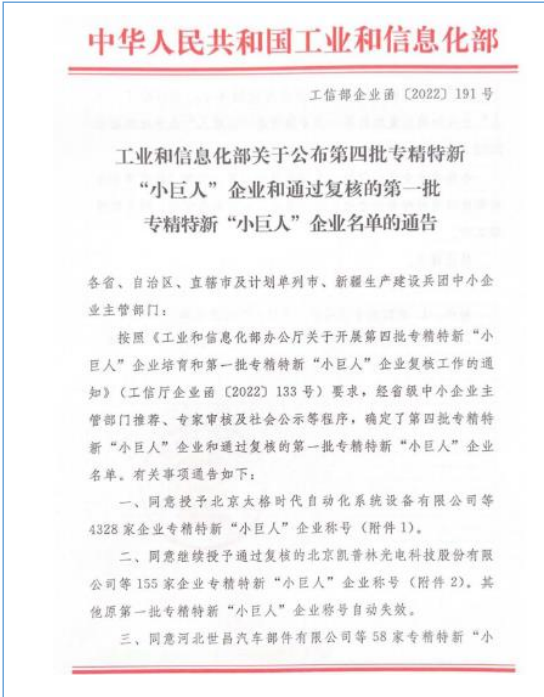 中华人民共和国工业和信息化部
工信部企业函〔2022〕191号
工业和信息化部关于公布第四批专精特新
“小巨人”企业和通过复核的第一批
专精特新“小巨人”企业名单的通告
各省、自治区、直辖市及计划单列市、新疆生产建设兵团中小企
业主管部门：
按照《工业和信息化部办公厅关于开展第四批专精特新“小
巨人”企业培育和第一批专精特新“小巨人”企业复核工作的通
知》（工信厅企业函〔2022〕133号）要求，经省级中小企业主
管部门推荐、专家审核及社会公示等程序，确定了第四批专精特
新“小巨人”企业和通过复核的第一批专精特新“小巨人”企业
名单。有关事项通告如下：
一、同意授予北京太格时代自动化系统设备有限公司等
4328家企业专精特新“小巨人”企业称号（附件1）。
二、同意继续授予通过复核的北京凯普林光电科技股份有限
公司等155家企业专精特新“小巨人”企业称号（附件2）。其
他原第一批专精特新“小巨人”企业称号自动失效。
三、同意河北世昌汽车部件有限公司等58家专精特新“小